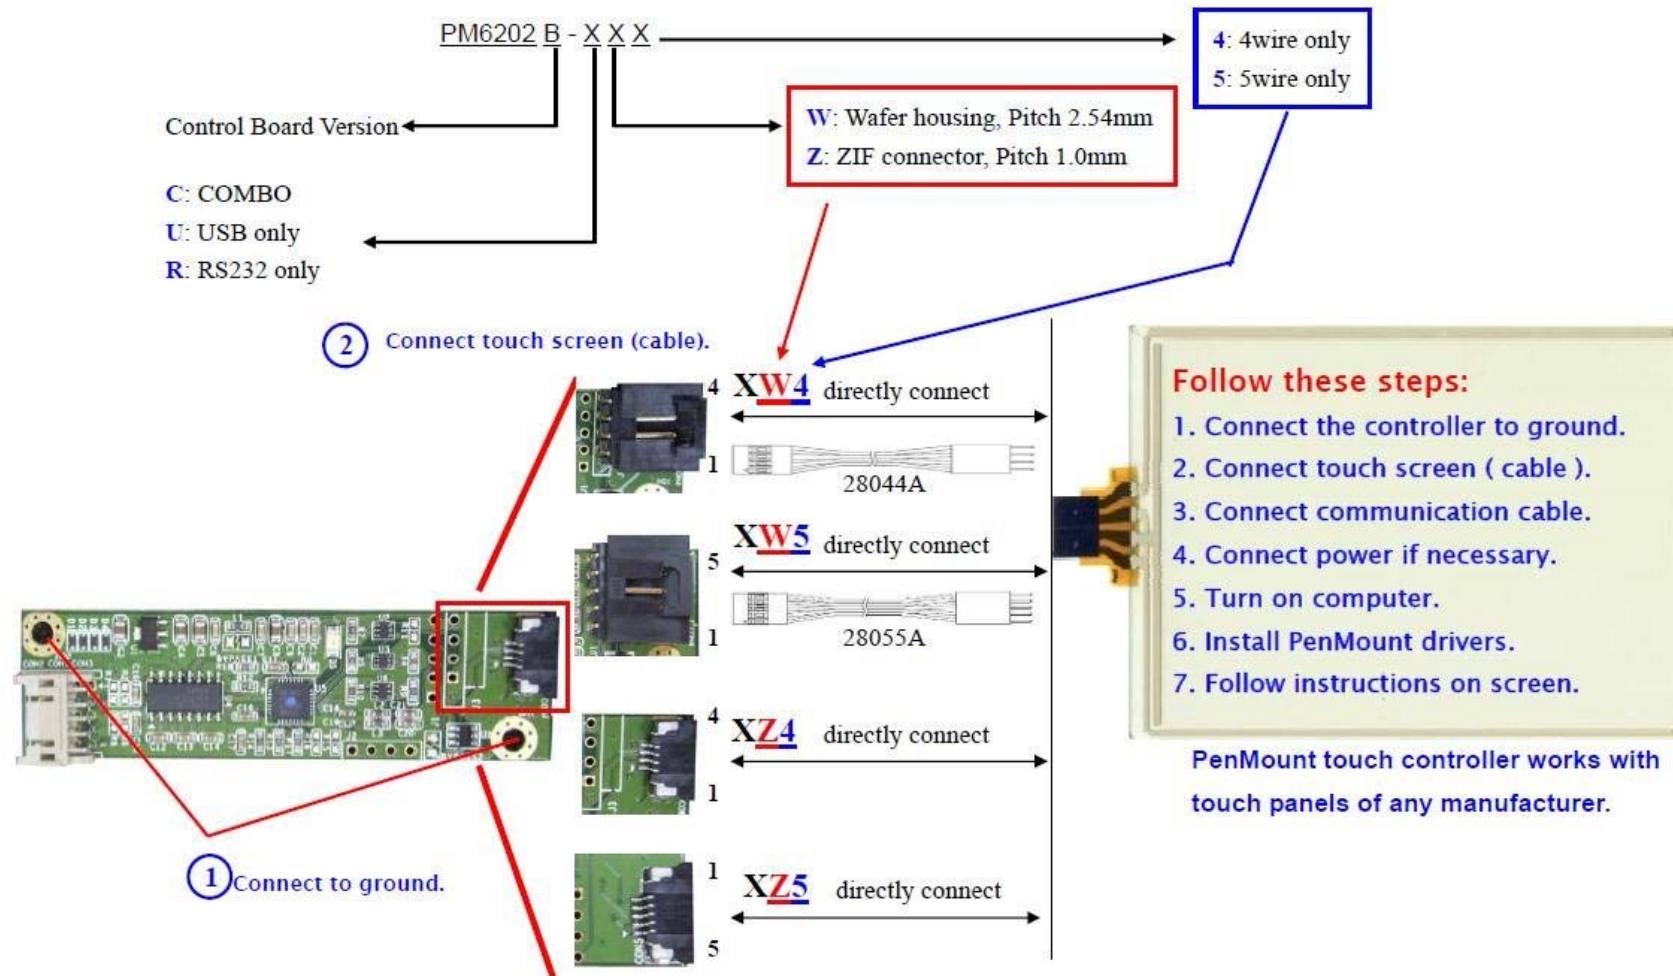 PM6202 B - X X X
4: 4wire only
5: 5wire only
W: Wafer housing, Pitch 2.54mm
Z: ZIF connector, Pitch 1.0mm
Control Board Version
C: COMBO
U: USB only
R: RS232 only
2 Connect touch screen (cable).
4 XW4 directly connect
1
28044A
5 XW5 directly connect
1
28055A
4 XZ4 directly connect
1
1 XZ5 directly connect
5
1 Connect to ground.
Follow these steps:
1. Connect the controller to ground.
2. Connect touch screen ( cable ).
3. Connect communication cable.
4. Connect power if necessary.
5. Turn on computer.
6. Install PenMount drivers.
7. Follow instructions on screen.
PenMount touch controller works with
touch panels of any manufacturer.